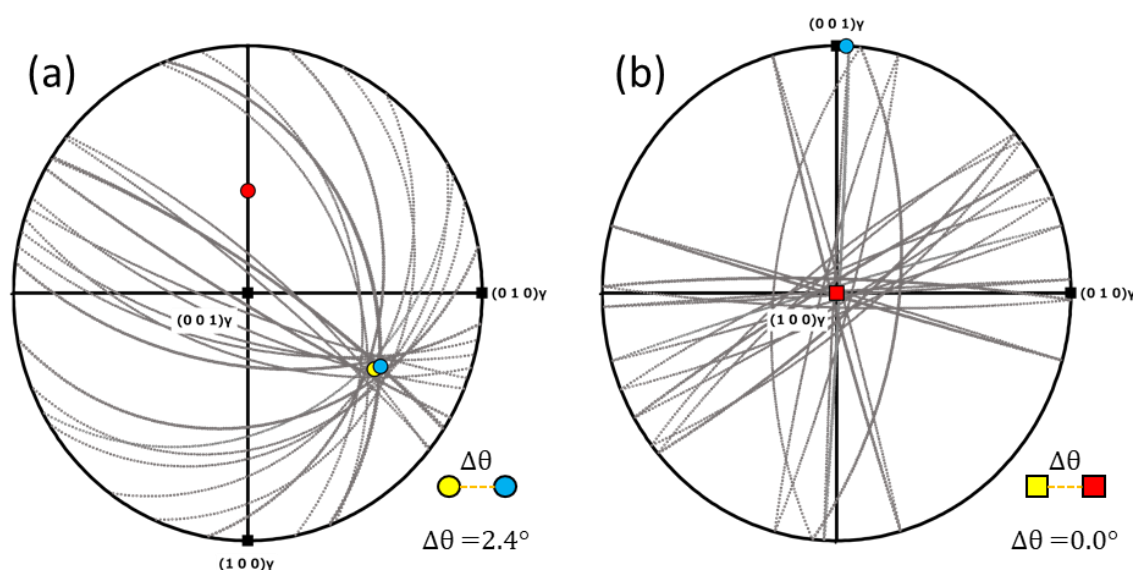 (a)
(0 0 1)γ
(0 1 0)γ
(1 0 0)γ
Δθ
Δθ =2.4°
(b)
(0 0 1)γ
(0 1 0)γ
(1 0 0)γ
Δθ
Δθ =0.0°